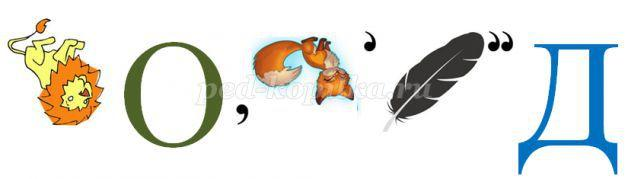 О , ‘ ” Д
ped-kopilka.ru